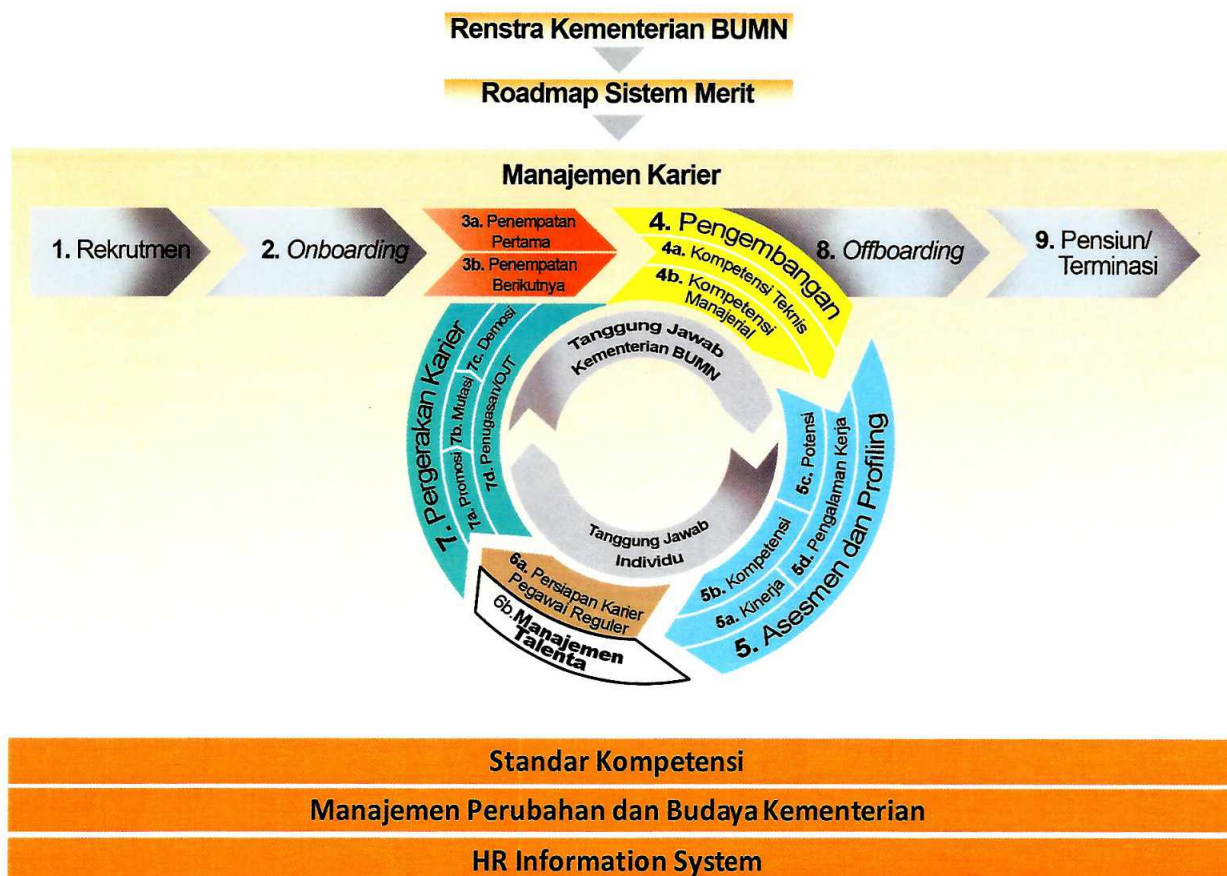 Renstra Kementerian BUMN
Roadmap Sistem Merit
Manajemen Karier
1. Rekrutmen
2. Onboarding
3a. Penempatan
Pertama
3b. Penempatan
Berikutnya
4. Pengembangan
4a. Kompetensi Teknis
4b. Kompetensi
Manajerial
8. Offboarding
9. Pensiun/
Terminasi
Tanggung Jawab
Kementerian BUMN
Tanggung Jawab
Individu
5. Asesmen dan Profiling
5a. Kinerja
5b. Kompetensi
5c. Potensi
5d. Pengalaman Kerja
6a. Persiapan Karier
Pegawai Reguler
6b. Manajemen
Talenta
7. Pergerakan Karier
7a. Promosi
7b. Mutasi
7c. Demosi
7d. Penugasan/OJT
Standar Kompetensi
Manajemen Perubahan dan Budaya Kementerian
HR Information System